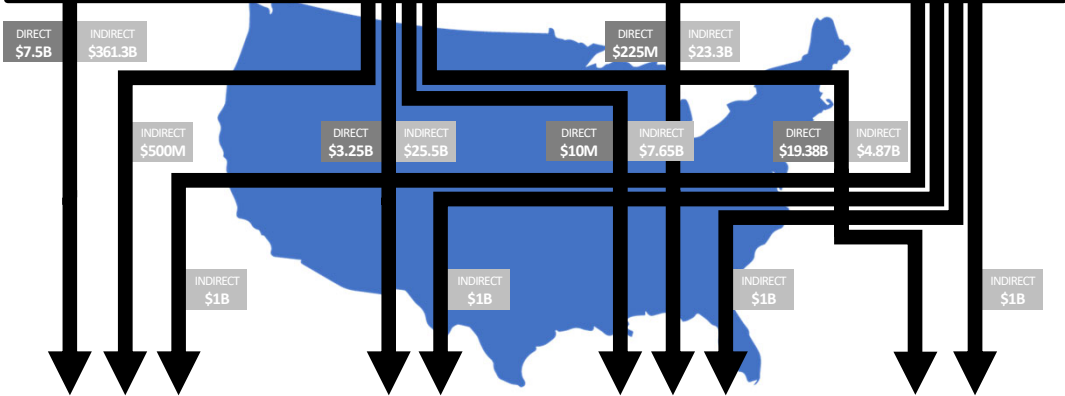 DIRECT
$7.5B
INDIRECT
$361.3B
DIRECT
$225M
INDIRECT
$23.3B
INDIRECT
$500M
DIRECT
$3.25B
INDIRECT
$25.5B
DIRECT
$10M
INDIRECT
$7.65B
DIRECT
$19.38B
INDIRECT
$4.87B
INDIRECT
$1B
INDIRECT
$1B
INDIRECT
$1B
INDIRECT
$1B